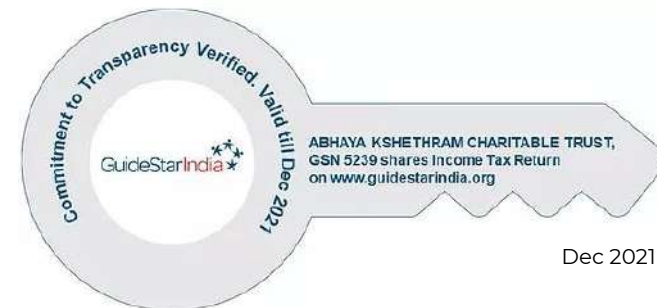 Commitment to Transparency Verified. Valid till Dec 2021
GuideStarIndia
ABHAYA KSHETHRAM CHARITABLE TRUST,
GSN 5239 shares Income Tax Return
on www.guidestarindia.org
Dec 2021